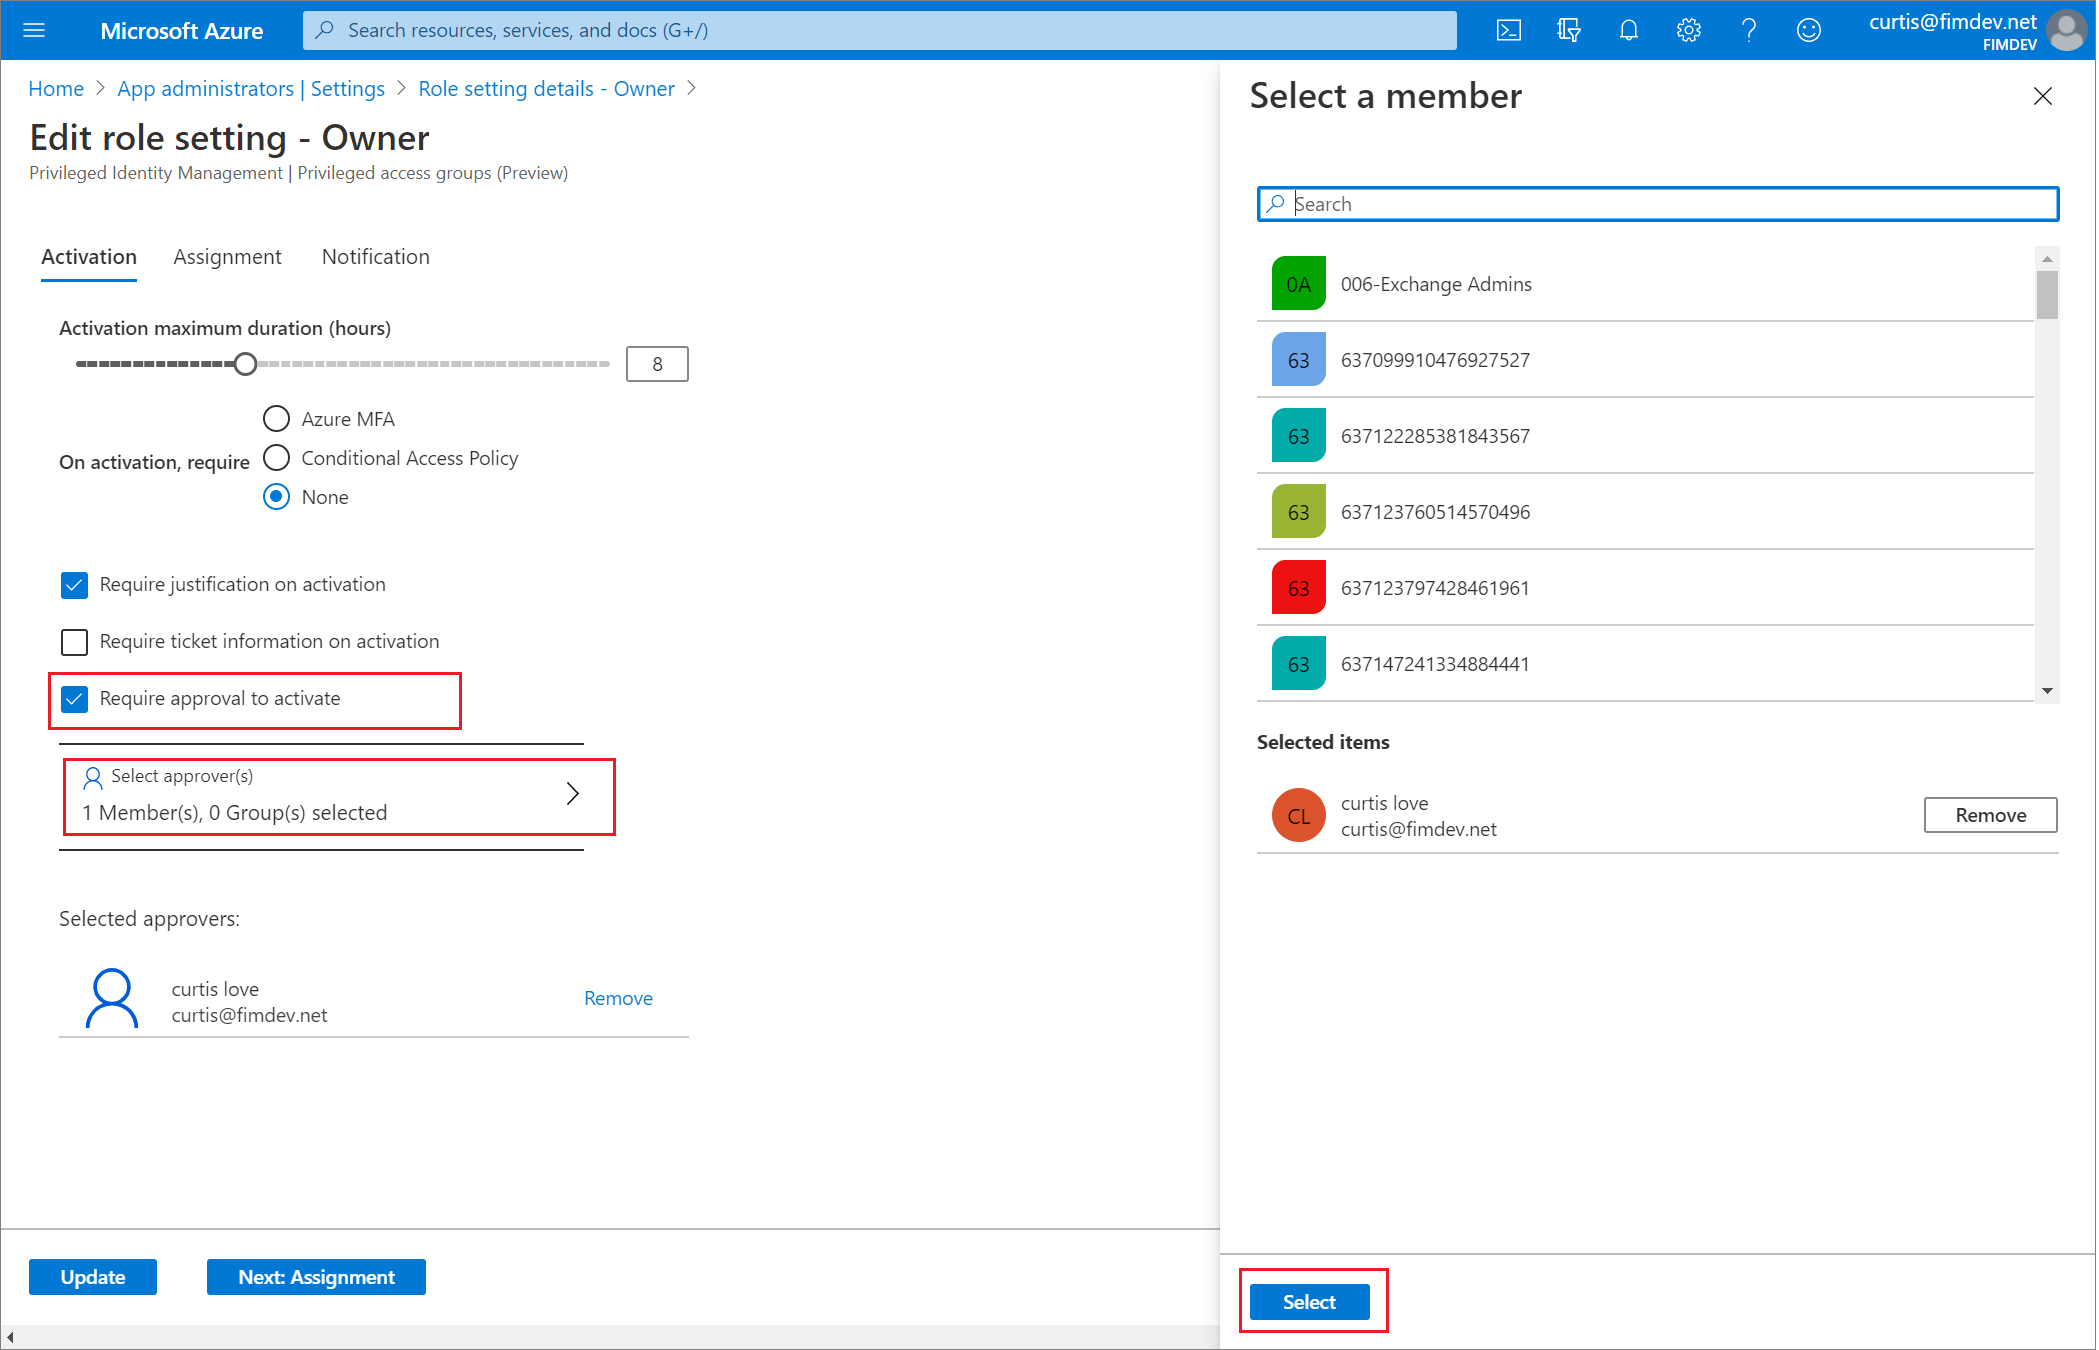 Microsoft Azure
Search resources, services, and docs (G+/)
curtis@fimdev.net
FIMDEV
Home > App administrators | Settings > Role setting details - Owner >
Edit role setting - Owner
Privileged Identity Management | Privileged access groups (Preview)
Activation Assignment Notification
Activation maximum duration (hours)
8
On activation, require
Azure MFA
Conditional Access Policy
None
Require justification on activation
Require ticket information on activation
Require approval to activate
Select approver(s)
1 Member(s), 0 Group(s) selected
Selected approvers:
curtis love
curtis@fimdev.net
Remove
Update
Next: Assignment
Select a member
Search
0A 006-Exchange Admins
63 637099910476927527
63 637122285381843567
63 637123760514570496
63 637123797428461961
63 637147241334884441
Selected items
CL
curtis love
curtis@fimdev.net
Remove
Select